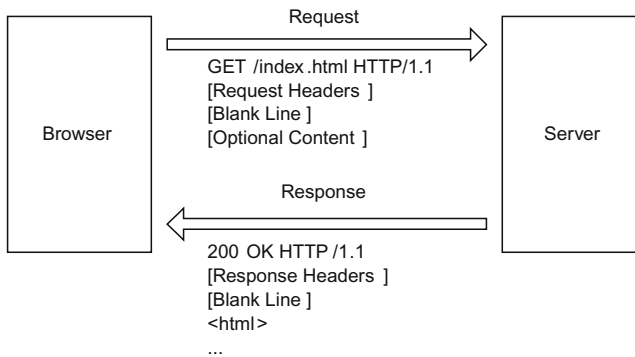 Request
GET /index.html HTTP/1.1
[Request Headers ]
[Blank Line ]
[Optional Content ]
Browser
Server
Response
200 OK HTTP /1.1
[Response Headers ]
[Blank Line ]
<html>
...